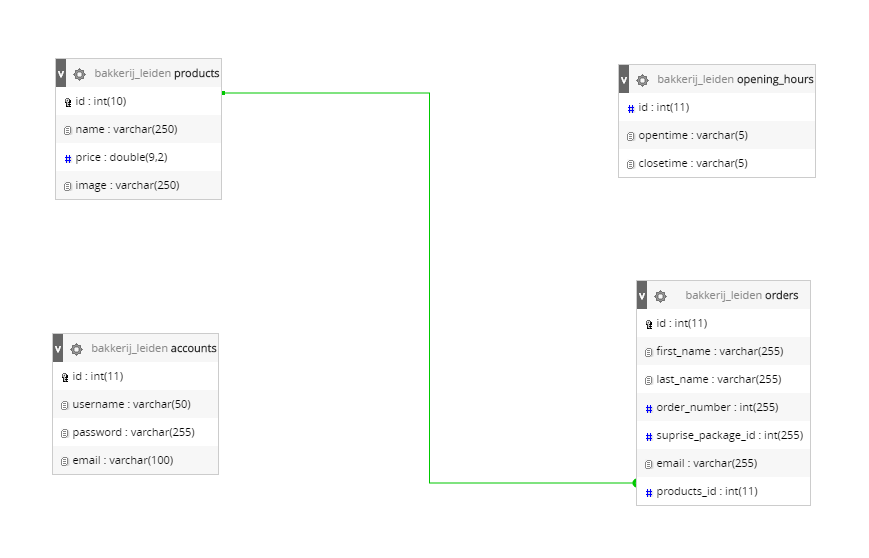 v bakkerij_leiden products
id : int(10)
name : varchar(250)
# price : double(9,2)
image : varchar(250)
v bakkerij_leiden opening_hours
# id : int(11)
opentime : varchar(5)
closetime : varchar(5)
v bakkerij_leiden accounts
id : int(11)
username : varchar(50)
password : varchar(255)
email : varchar(100)
v bakkerij_leiden orders
id : int(11)
first_name : varchar(255)
last_name : varchar(255)
# order_number : int(255)
# suprise_package_id : int(255)
email : varchar(255)
# products_id : int(11)